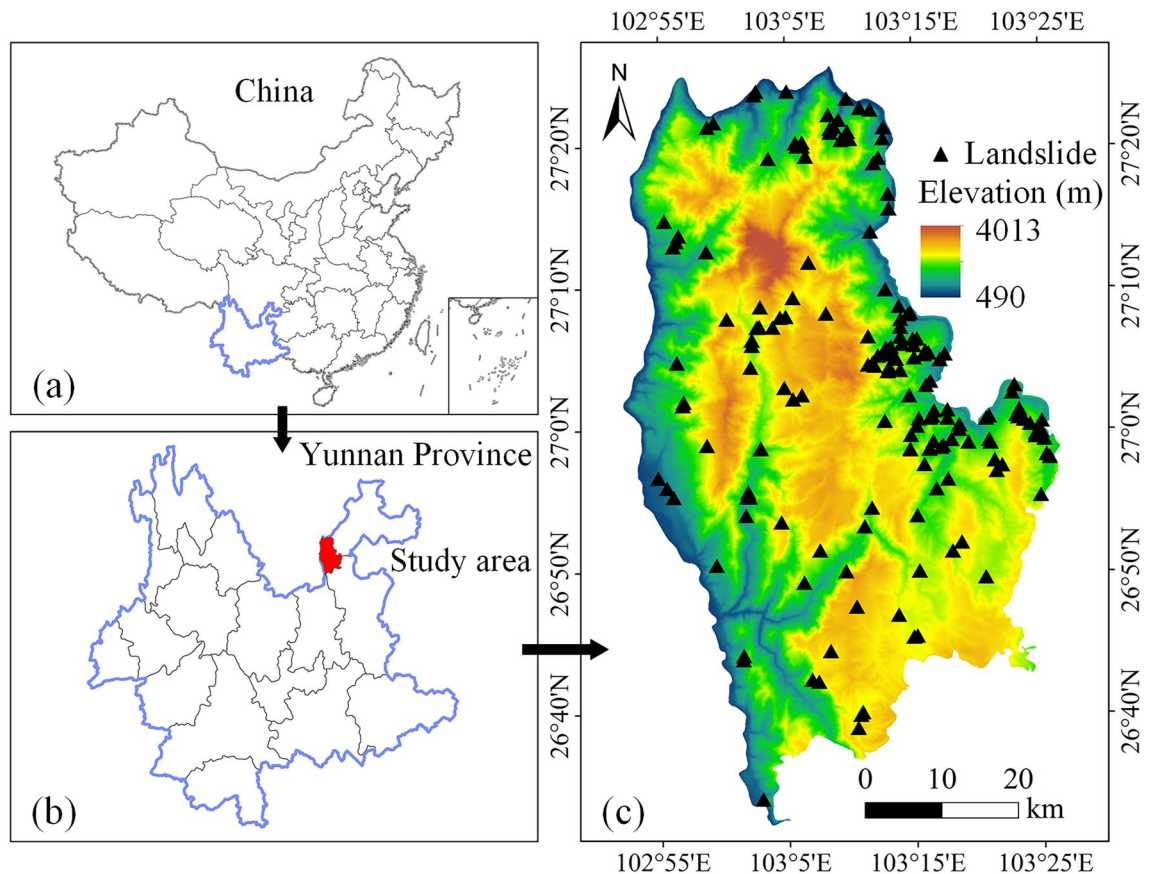 China
(a)
Yunnan Province
Study area
(b)
102°55'E 103°5'E 103°15'E 103°25'E
N
Landslide
Elevation (m)
4013
490
27°20'N
27°10'N
27°0'N
26°50'N
26°40'N
27°20'N
27°10'N
27°0'N
26°50'N
26°40'N
0 10 20
km
(c)
102°55'E 103°5'E 103°15'E 103°25'E